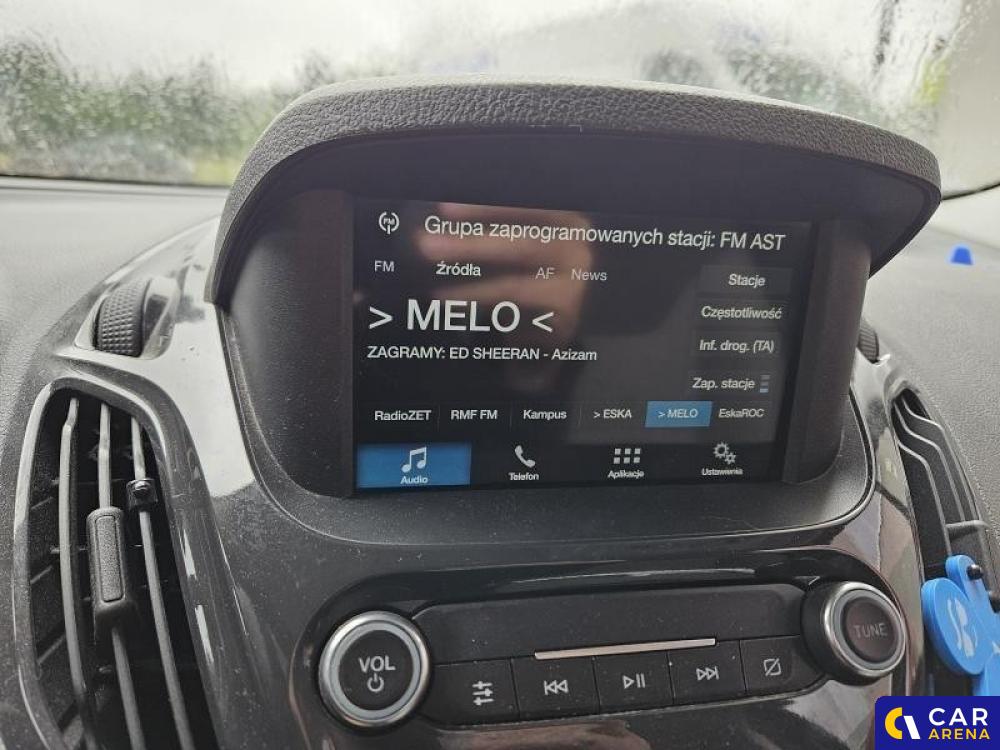 FM
Grupa zaprogramowanych stacji: FM AST
FM źródła AF News
Stacje
> MELO <
Częstotliwość
ZAGRAMY: ED SHEERAN - Azizam
Inf. drog. (TA)
Zap. stacje
RadioZET RMF FM Kampus > ESKA > MELO EskaROC
Audio Telefon Aplikacje Ustawienia
VOL
TUNE
CAR
ARENA